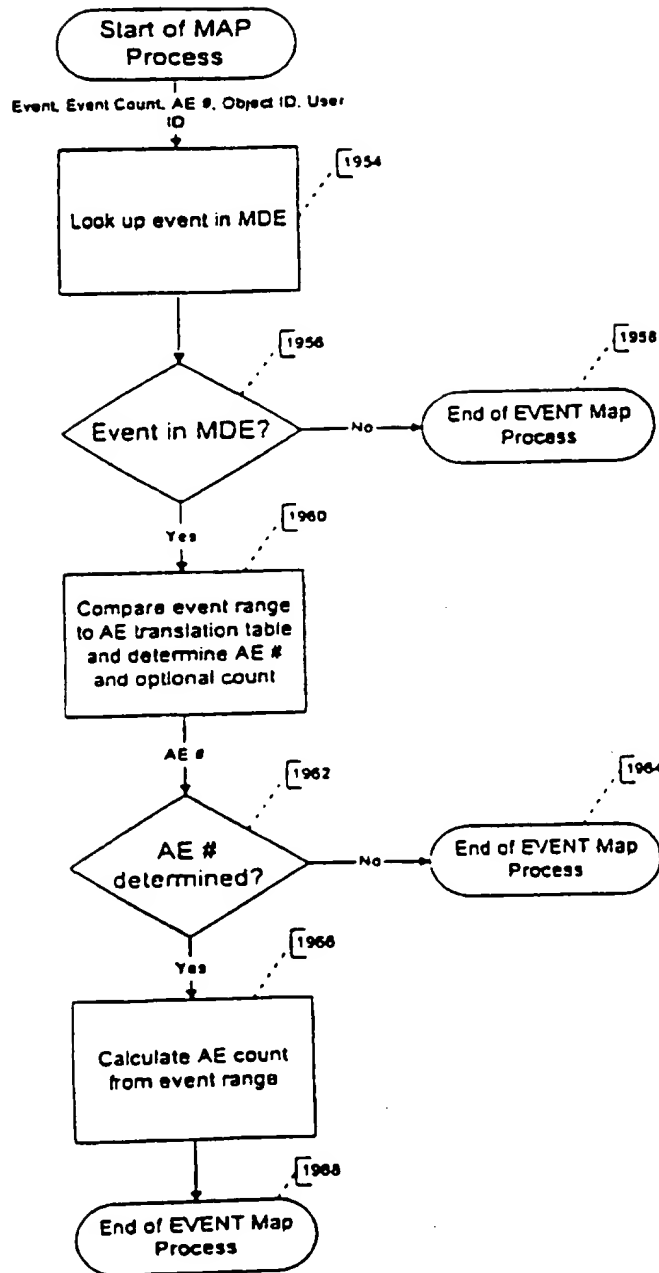 Start of MAP
Process
Event, Event Count, AE #, Object ID, User
ID
1954
Look up event in MDE
1956
1958
Event in MDE?
No
End of EVENT Map
Process
Yes
1960
Compare event range
to AE translation table
and determine AE #
and optional count
AE #
1962
1964
AE #
determined?
No
End of EVENT Map
Process
Yes
1966
Calculate AE count
from event range
1968
End of EVENT Map
Process